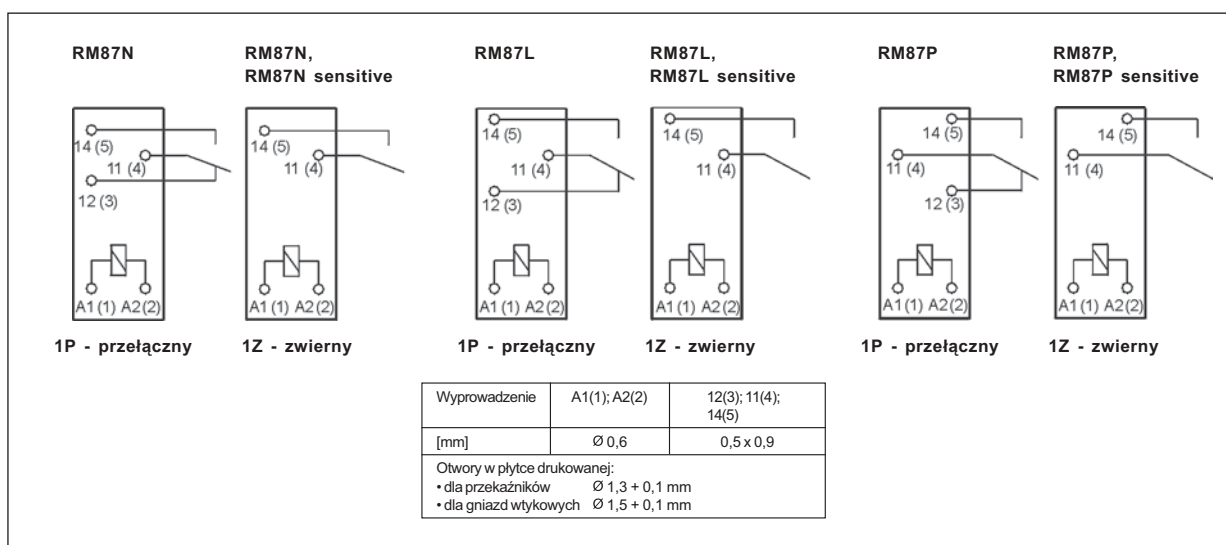 RM87N
RM87N,
RM87N sensitive
RM87L
RM87L,
RM87L sensitive
RM87P
RM87P,
RM87P sensitive
14 (5)
11 (4)
12 (3)
A1 (1) A2 (2)
14 (5)
11 (4)
A1 (1) A2 (2)
14 (5)
11 (4)
12 (3)
A1 (1) A2 (2)
14 (5)
11 (4)
A1 (1) A2 (2)
14 (5)
11 (4)
12 (3)
A1 (1) A2 (2)
14 (5)
11 (4)
A1 (1) A2 (2)
1P - przełączny
1Z - zwierny
1P - przełączny
1Z - zwierny
1P - przełączny
1Z - zwierny
Wyprowadzenie A1(1); A2(2) 12(3); 11(4);
14(5)
[mm] Ø 0,6 0,5 x 0,9
Otwory w płytce drukowanej:
• dla przekaźników Ø 1,3 + 0,1 mm
• dla gniazd wtykowych Ø 1,5 + 0,1 mm